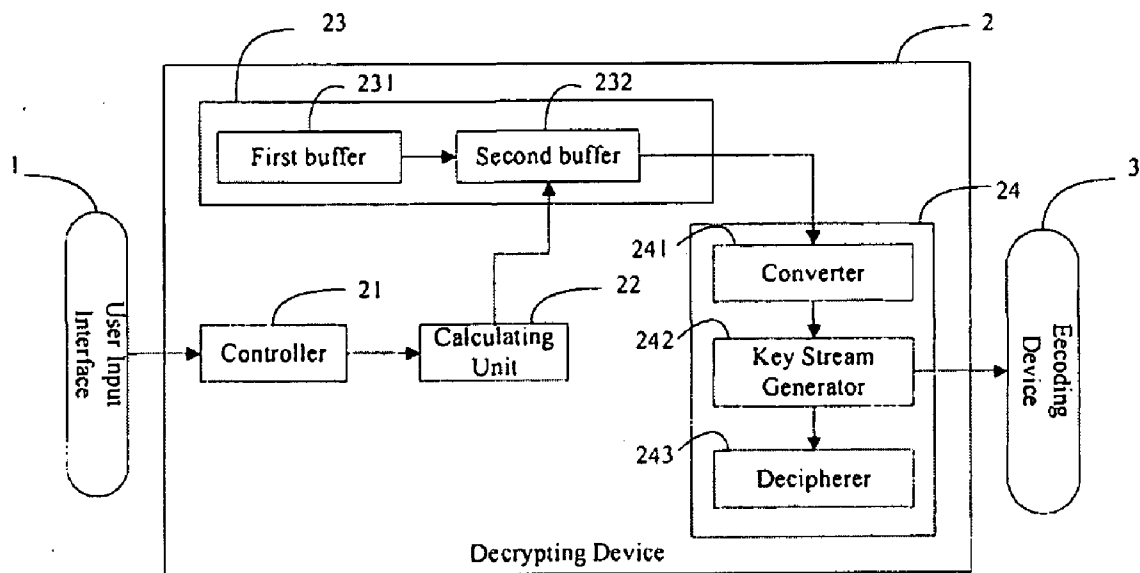 23
2
231
232
First buffer
Second buffer
1
24
3
241
Converter
21
22
User Input
Interface
Controller
Calculating
Unit
242
Key Stream
Generator
Eecoding
Device
243
Decipherer
Decrypting Device